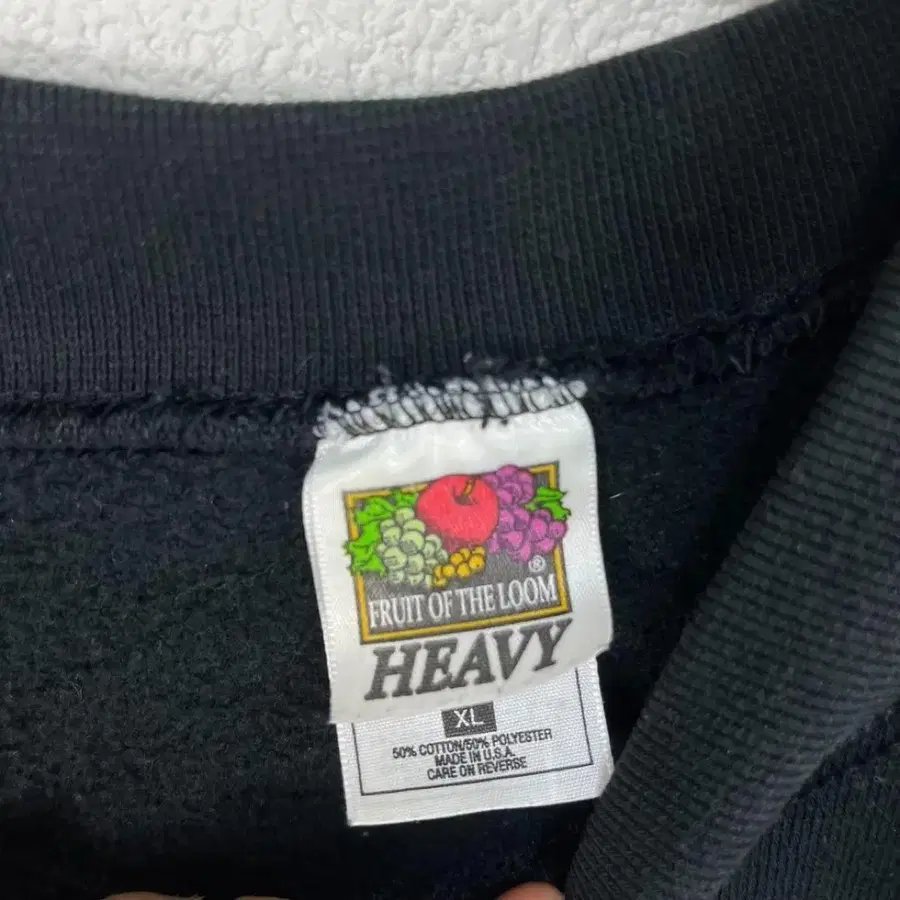 ®
FRUIT OF THE LOOM
HEAVY
XL
50% COTTON/50% POLYESTER
MADE IN U.S.A.
CARE ON REVERSE